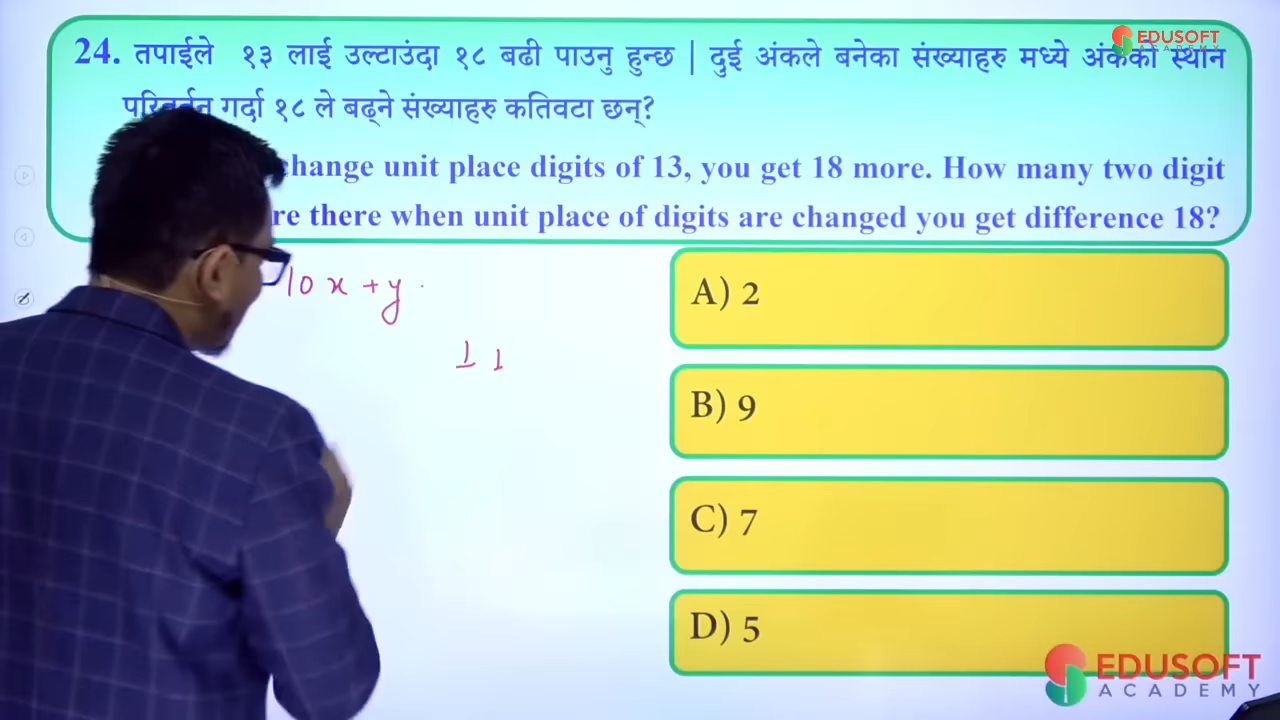 24. तपाईले १३ लाई उल्टाउंदा १८ बढी पाउनु हुन्छ | दुई अंकले बनेका संख्याहरु मध्ये अंकको स्थान
परिवर्तन गर्दा १८ ले बढ्ने संख्याहरु कतिवटा छन्?
change unit place digits of 13, you get 18 more. How many two digit
there when unit place of digits are changed you get difference 18?
10x+y
11
A) 2
B) 9
C) 7
D) 5
EDUSOFT
ACADEMY
EDUSOFT
ACADEMY